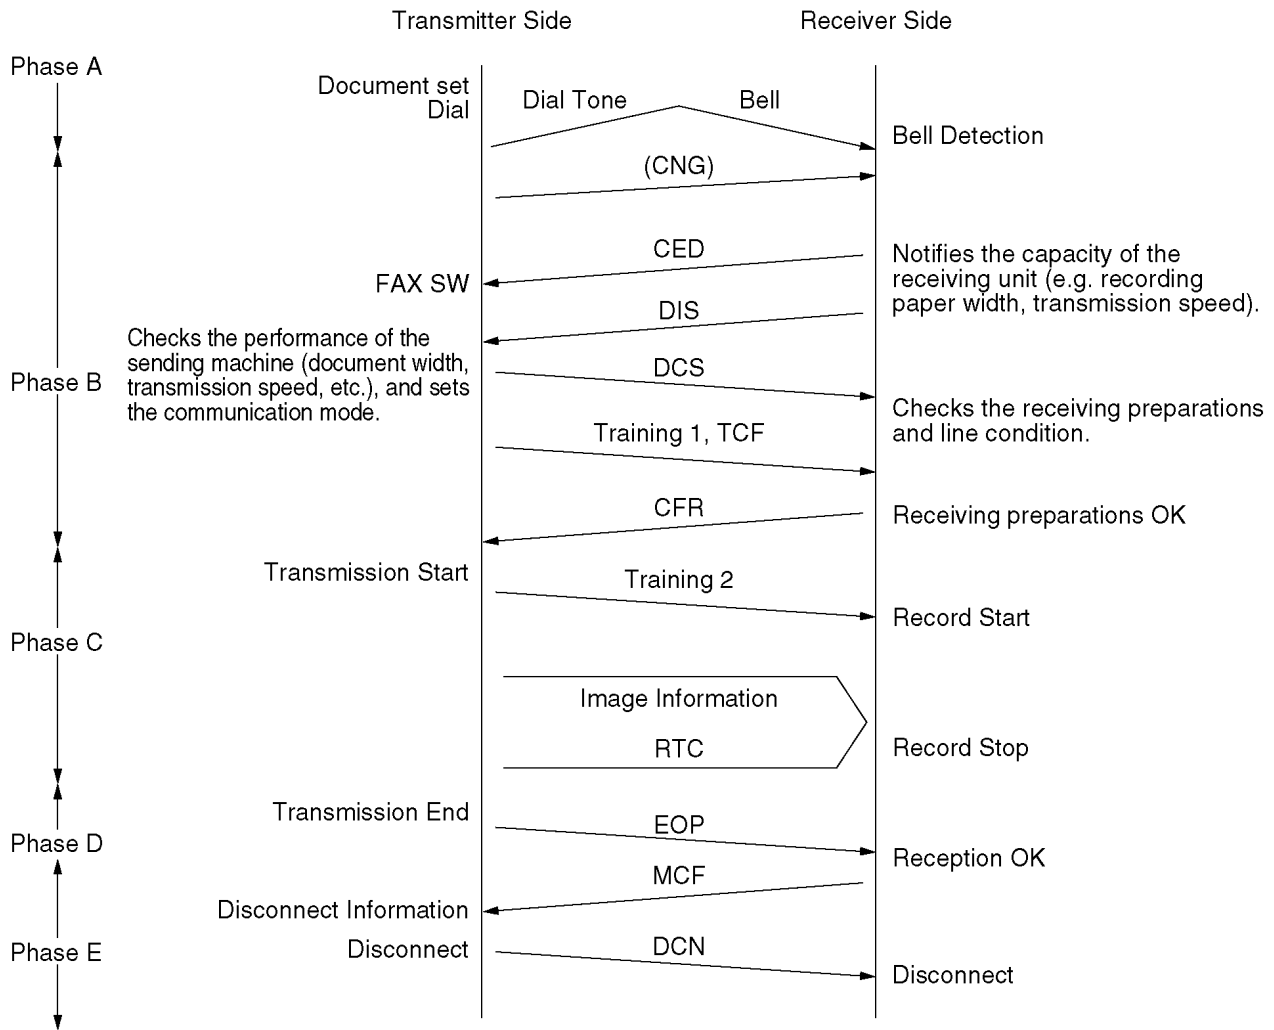 Transmitter Side
Receiver Side
Phase A
Document set
Dial
Dial Tone
Bell
Bell Detection
(CNG)
CED
Notifies the capacity of the
receiving unit (e.g. recording
paper width, transmission speed).
FAX SW
DIS
Checks the performance of the
sending machine (document width,
transmission speed, etc.), and sets
the communication mode.
Phase B
DCS
Checks the receiving preparations
and line condition.
Training 1, TCF
CFR
Receiving preparations OK
Transmission Start
Training 2
Record Start
Phase C
Image Information
RTC
Record Stop
Transmission End
EOP
Phase D
Reception OK
MCF
Disconnect Information
Phase E
Disconnect
DCN
Disconnect